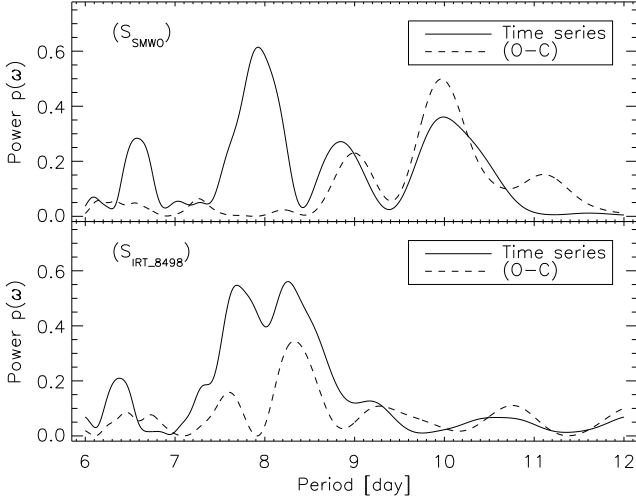 (S_SMWO)
Time series
(O-C)
0.6
0.4
0.2
0.0
Power p(ω)
(S_IRT_8498)
Time series
(O-C)
0.6
0.4
0.2
0.0
Power p(ω)
6 7 8 9 10 11 12
Period [day]